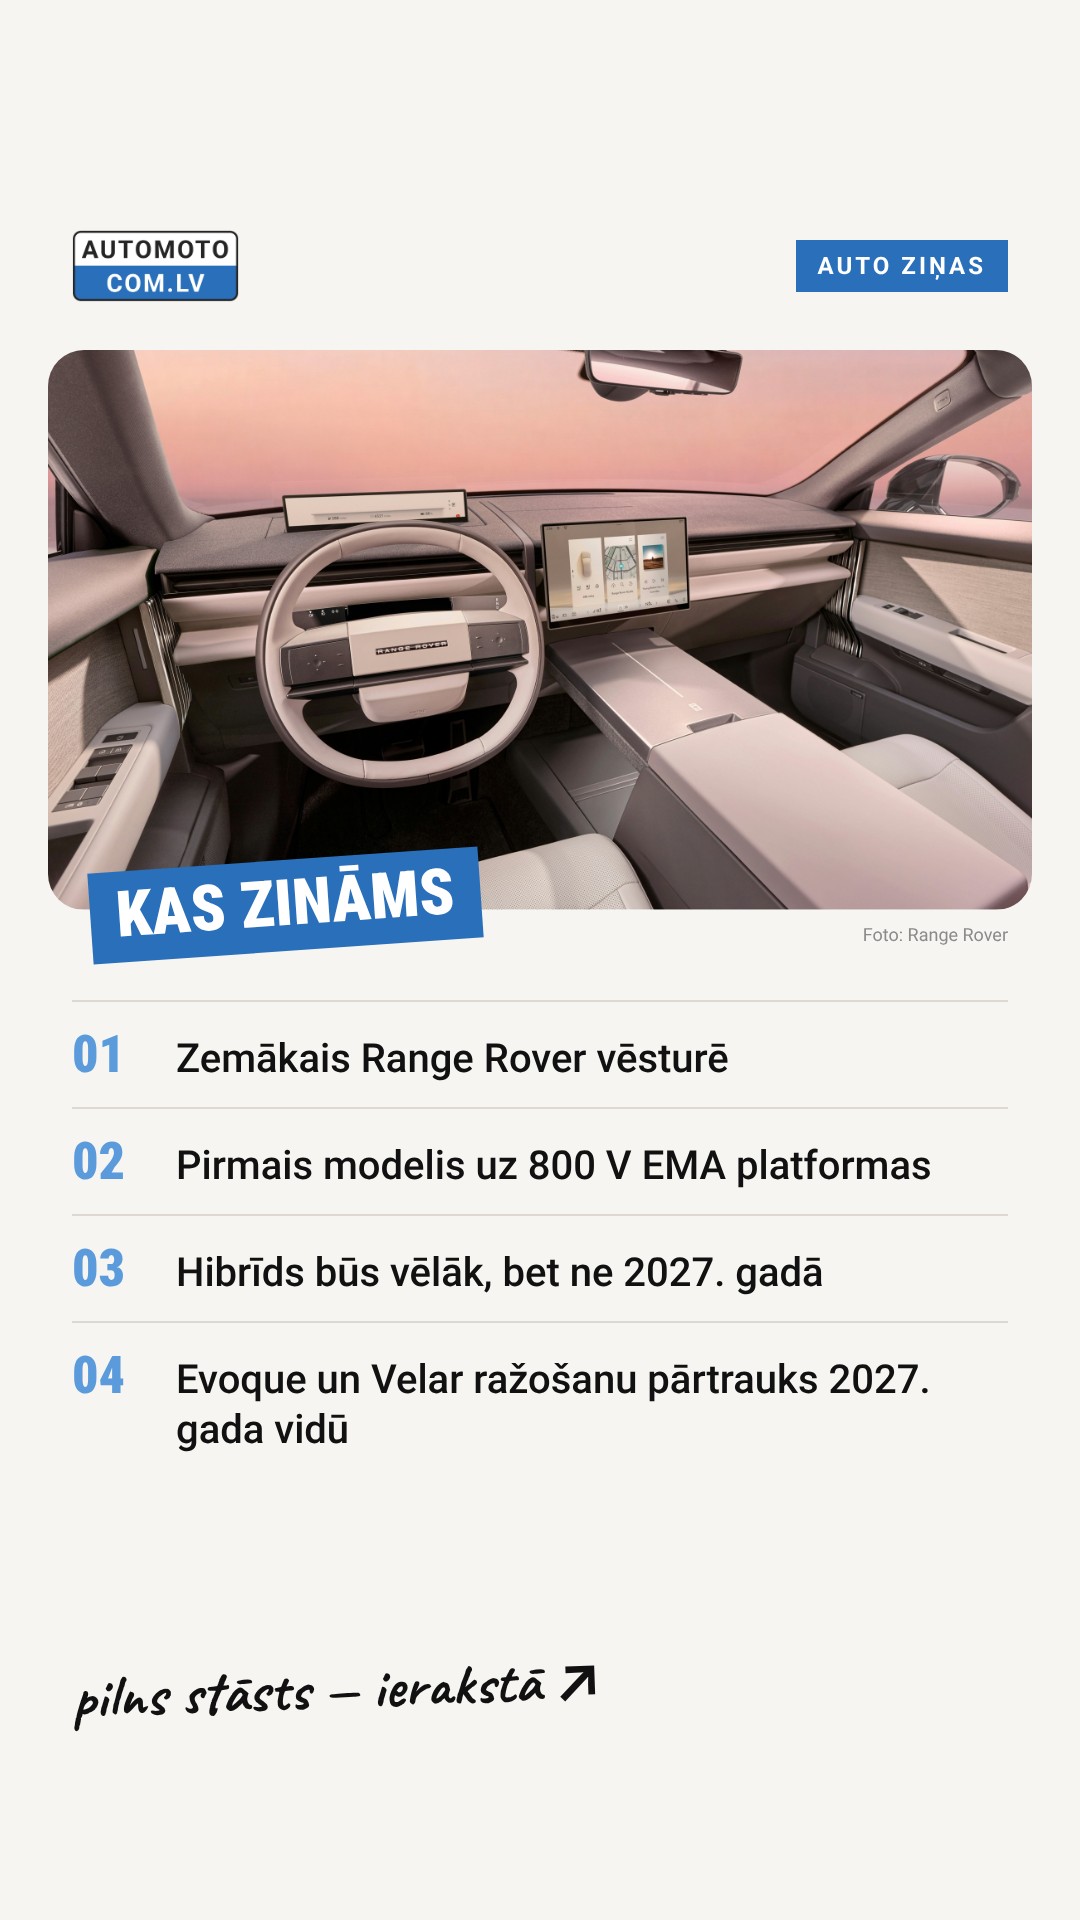 AUTOMOTO
COM.LV
AUTO ZIŅAS
RANGE ROVER
KAS ZINĀMS
Foto: Range Rover
01 Zemākais Range Rover vēsturē
02 Pirmais modelis uz 800 V EMA platformas
03 Hibrīds būs vēlāk, bet ne 2027. gadā
04 Evoque un Velar ražošanu pārtrauks 2027.
gada vidū
pilns stāsts – ierakstā